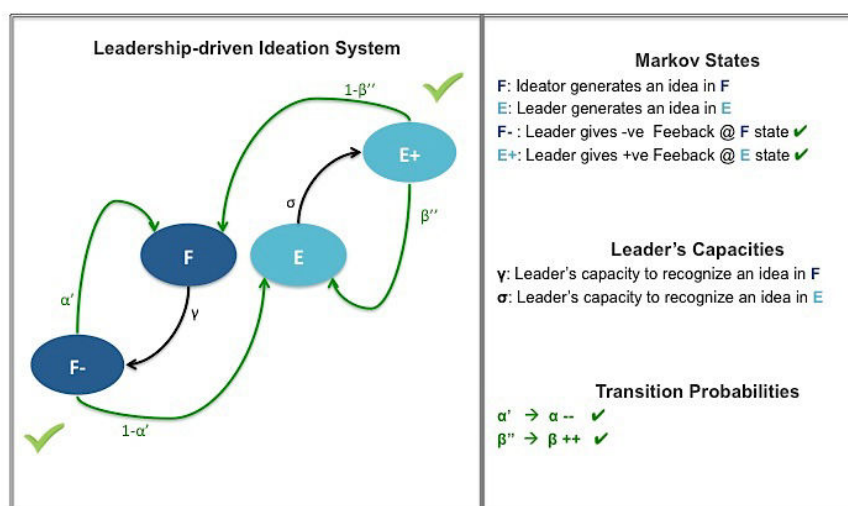 Leadership-driven Ideation System
1-β''
E+
σ
β''
F
E
α'
γ
F-
1-α'
Markov States
F: Ideator generates an idea in F
E: Leader generates an idea in E
F- : Leader gives -ve Feeback @ F state ✔
E+: Leader gives +ve Feeback @ E state ✔
Leader's Capacities
γ: Leader's capacity to recognize an idea in F
σ: Leader's capacity to recognize an idea in E
Transition Probabilities
α' → α -- ✔
β'' → β ++ ✔